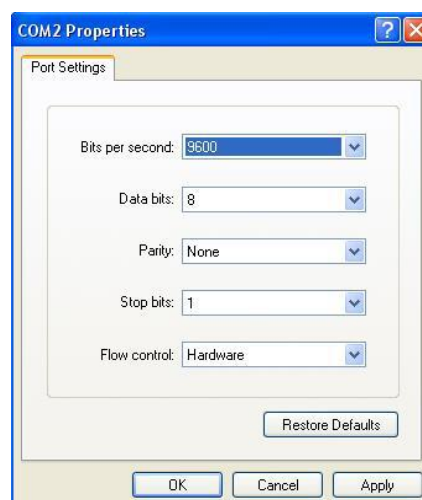 COM2 Properties
Port Settings
Bits per second: 9600
Data bits: 8
Parity: None
Stop bits: 1
Flow control: Hardware
Restore Defaults
OK Cancel Apply